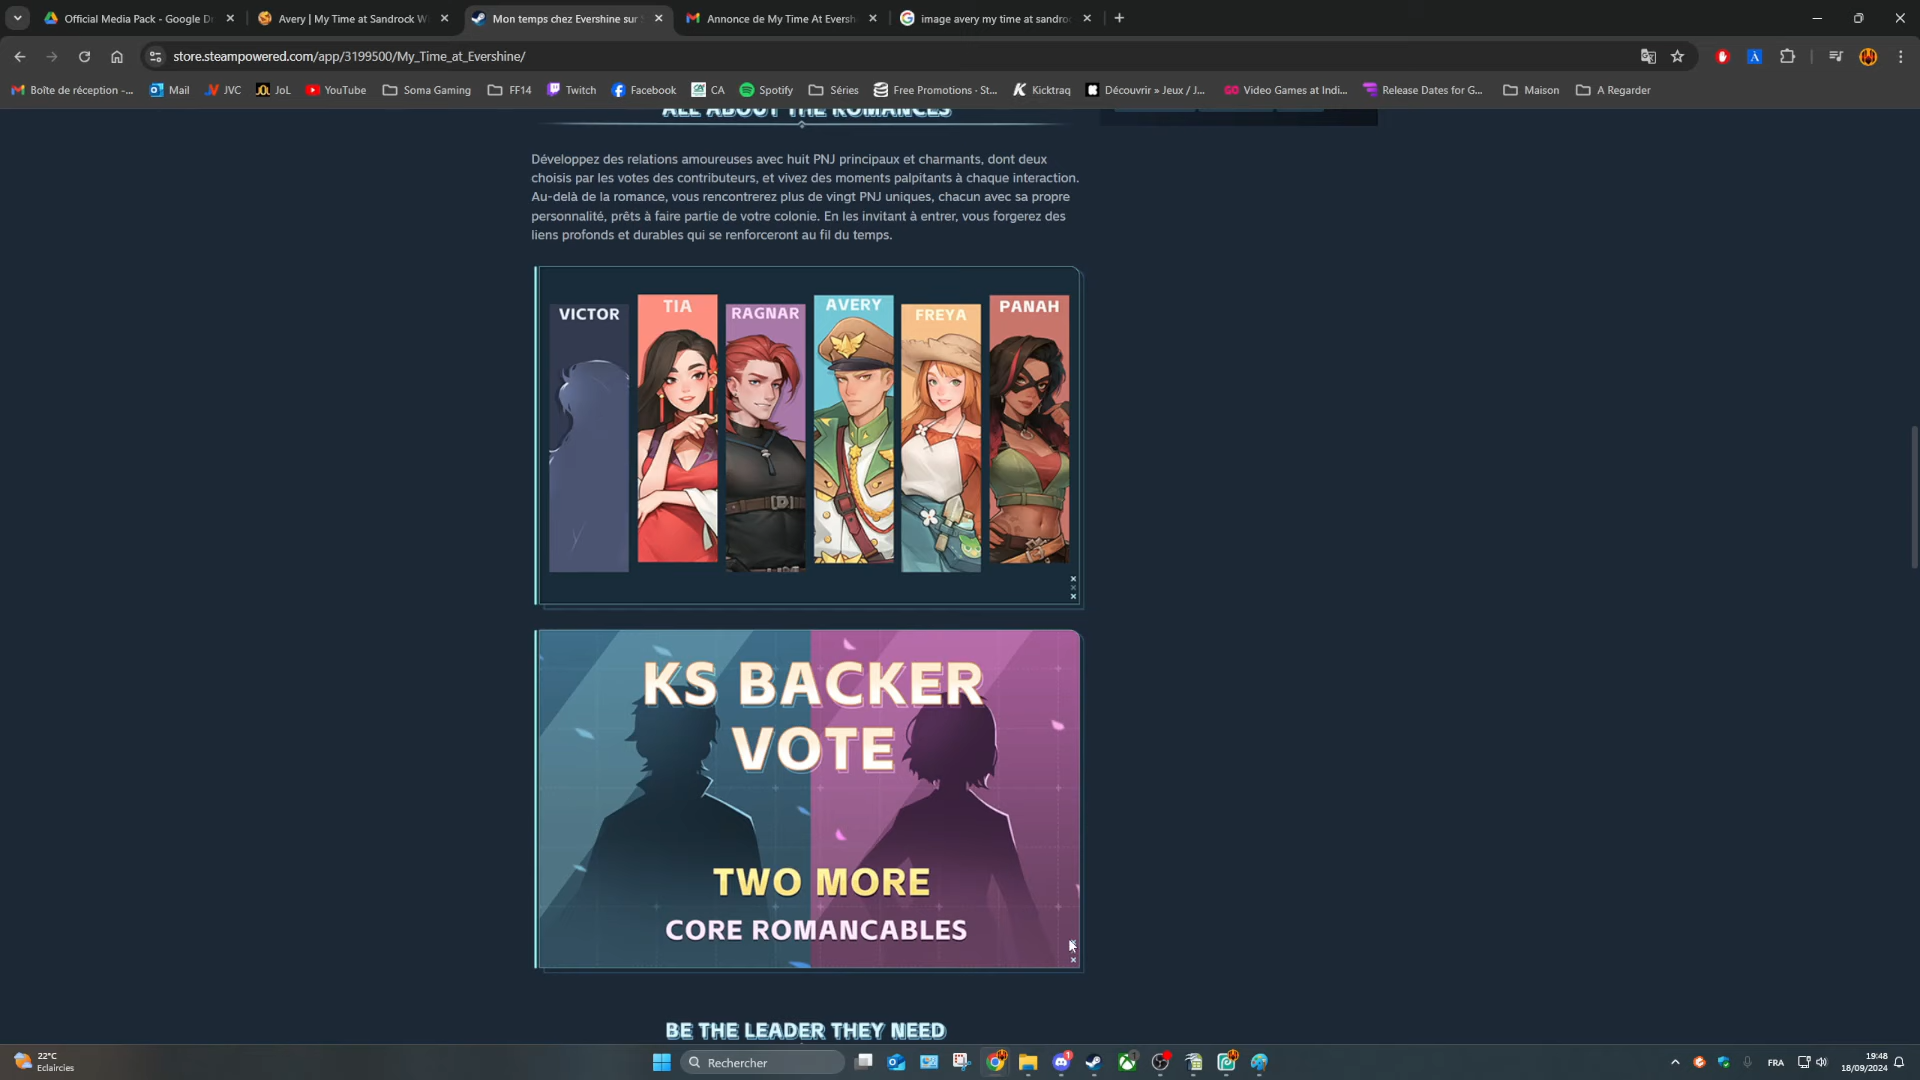 Official Media Pack - Google Dr
Avery | My Time at Sandrock W
Mon temps chez Evershine sur
Annonce de My Time At Eversh
image avery my time at sandroc
store.steampowered.com/app/3199500/My_Time_at_Evershine/
Boîte de réception -...
Mail
JVC
JoL
YouTube
Soma Gaming
FF14
Twitch
Facebook
CA
Spotify
Séries
Free Promotions · St...
Kicktraq
Découvrir » Jeux / J...
Video Games at Indi...
Release Dates for G...
Maison
A Regarder
ALL ABOUT THE ROMANCES
Développez des relations amoureuses avec huit PNJ principaux et charmants, dont deux
choisis par les votes des contributeurs, et vivez des moments palpitants à chaque interaction.
Au-delà de la romance, vous rencontrerez plus de vingt PNJ uniques, chacun avec sa propre
personnalité, prêts à faire partie de votre colonie. En les invitant à entrer, vous forgerez des
liens profonds et durables qui se renforceront au fil du temps.
VICTOR
TIA
RAGNAR
AVERY
FREYA
PANAH
KS BACKER
VOTE
TWO MORE
CORE ROMANCABLES
BE THE LEADER THEY NEED
22°C
Eclaircies
Rechercher
FRA
19:48
18/09/2024